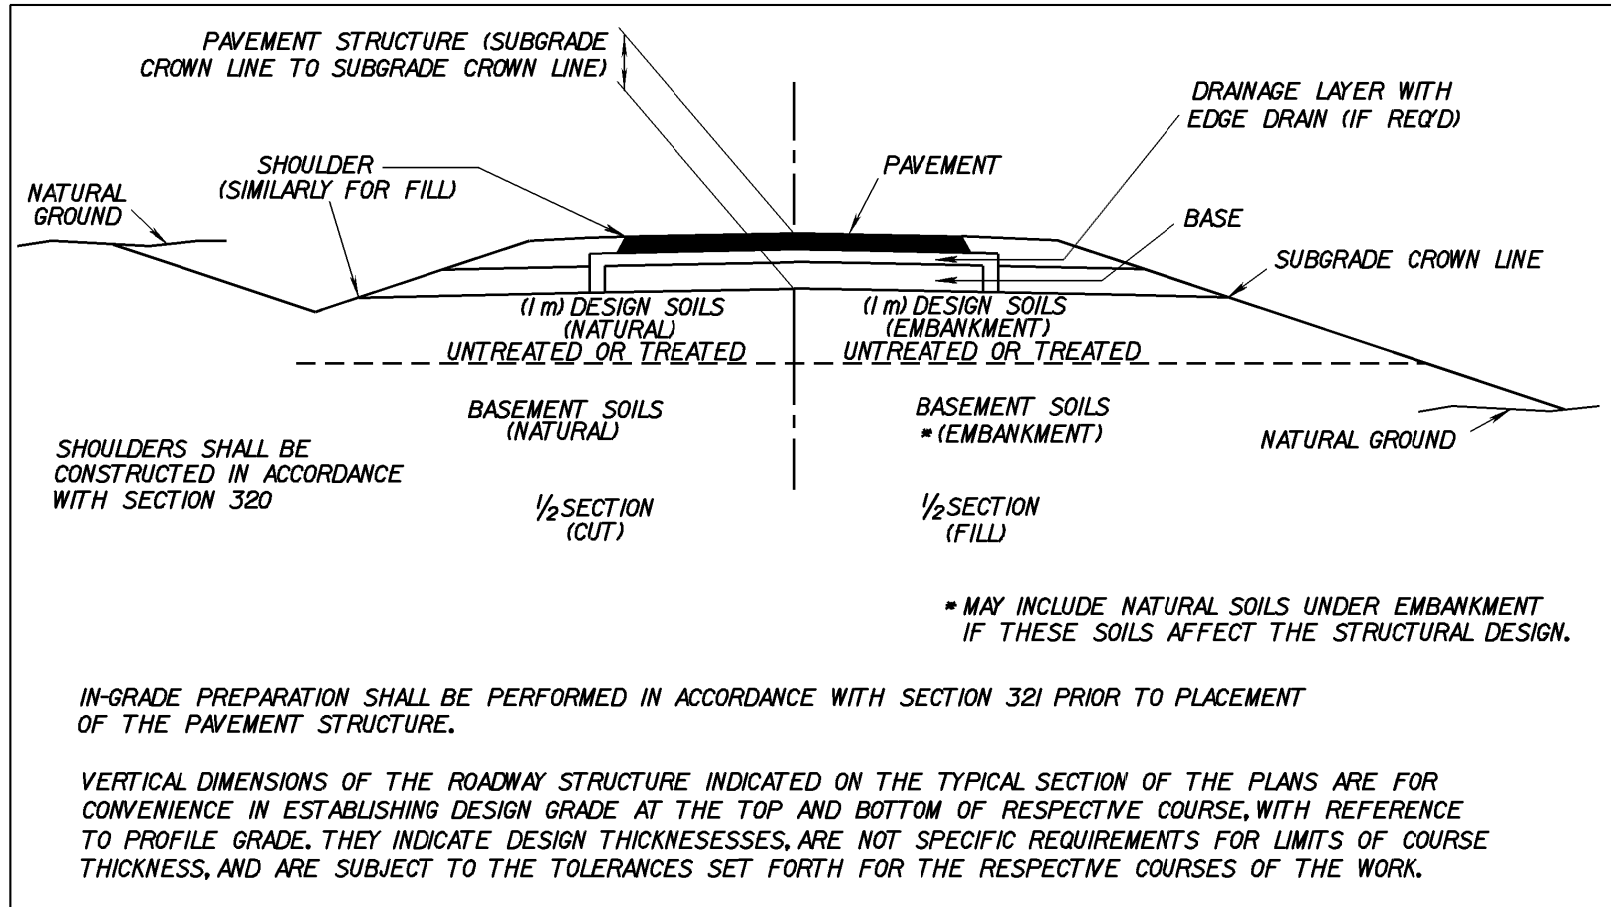 PAVEMENT STRUCTURE (SUBGRADE
CROWN LINE TO SUBGRADE CROWN LINE)
DRAINAGE LAYER WITH
EDGE DRAIN (IF REQ'D)
SHOULDER
(SIMILARLY FOR FILL)
PAVEMENT
NATURAL
GROUND
BASE
SUBGRADE CROWN LINE
(1 m) DESIGN SOILS
(NATURAL)
UNTREATED OR TREATED
(1 m) DESIGN SOILS
(EMBANKMENT)
UNTREATED OR TREATED
BASEMENT SOILS
(NATURAL)
BASEMENT SOILS
* (EMBANKMENT)
NATURAL GROUND
SHOULDERS SHALL BE
CONSTRUCTED IN ACCORDANCE
WITH SECTION 320
1/2 SECTION
(CUT)
1/2 SECTION
(FILL)
* MAY INCLUDE NATURAL SOILS UNDER EMBANKMENT
IF THESE SOILS AFFECT THE STRUCTURAL DESIGN.
IN-GRADE PREPARATION SHALL BE PERFORMED IN ACCORDANCE WITH SECTION 321 PRIOR TO PLACEMENT
OF THE PAVEMENT STRUCTURE.
VERTICAL DIMENSIONS OF THE ROADWAY STRUCTURE INDICATED ON THE TYPICAL SECTION OF THE PLANS ARE FOR
CONVENIENCE IN ESTABLISHING DESIGN GRADE AT THE TOP AND BOTTOM OF RESPECTIVE COURSE, WITH REFERENCE
TO PROFILE GRADE. THEY INDICATE DESIGN THICKNESESSES, ARE NOT SPECIFIC REQUIREMENTS FOR LIMITS OF COURSE
THICKNESS, AND ARE SUBJECT TO THE TOLERANCES SET FORTH FOR THE RESPECTIVE COURSES OF THE WORK.